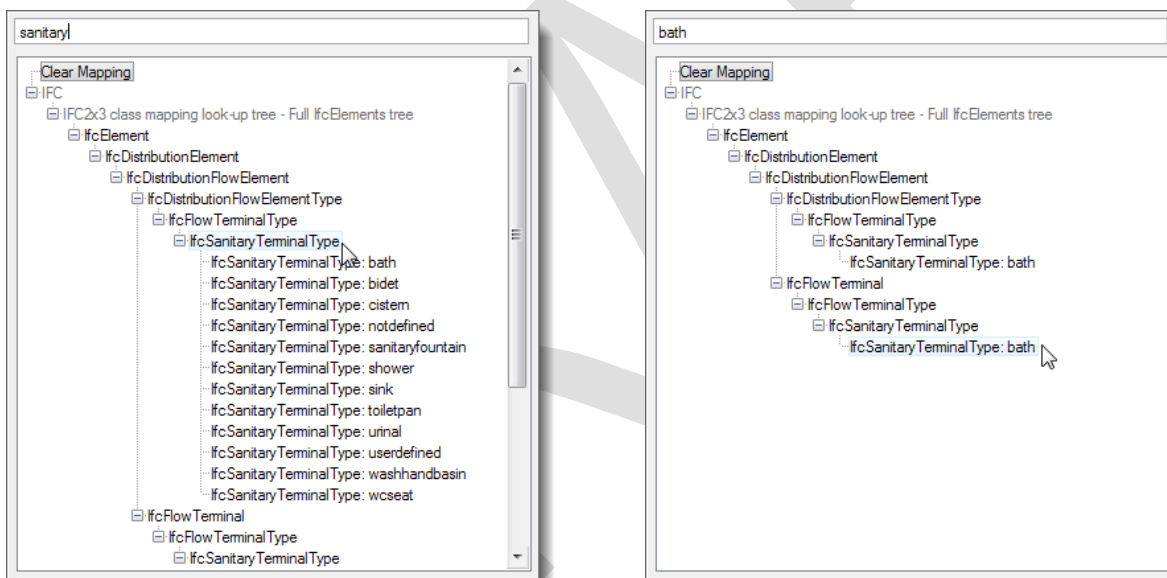 sanitary
Clear Mapping
IFC
IFC2x3 class mapping look-up tree - Full IfcElements tree
IfcElement
IfcDistributionElement
IfcDistributionFlowElement
IfcDistributionFlowElementType
IfcFlowTerminalType
IfcSanitaryTerminalType
IfcSanitaryTerminalType: bath
IfcSanitaryTerminalType: bidet
IfcSanitaryTerminalType: cistern
IfcSanitaryTerminalType: notdefined
IfcSanitaryTerminalType: sanitaryfountain
IfcSanitaryTerminalType: shower
IfcSanitaryTerminalType: sink
IfcSanitaryTerminalType: toiletpan
IfcSanitaryTerminalType: urinal
IfcSanitaryTerminalType: userdefined
IfcSanitaryTerminalType: washhandbasin
IfcSanitaryTerminalType: wcseat
IfcFlowTerminal
IfcFlowTerminalType
IfcSanitaryTerminalType
bath
Clear Mapping
IFC
IFC2x3 class mapping look-up tree - Full IfcElements tree
IfcElement
IfcDistributionElement
IfcDistributionFlowElement
IfcDistributionFlowElementType
IfcFlowTerminalType
IfcSanitaryTerminalType
IfcSanitaryTerminalType: bath
IfcFlowTerminal
IfcFlowTerminalType
IfcSanitaryTerminalType
IfcSanitaryTerminalType: bath